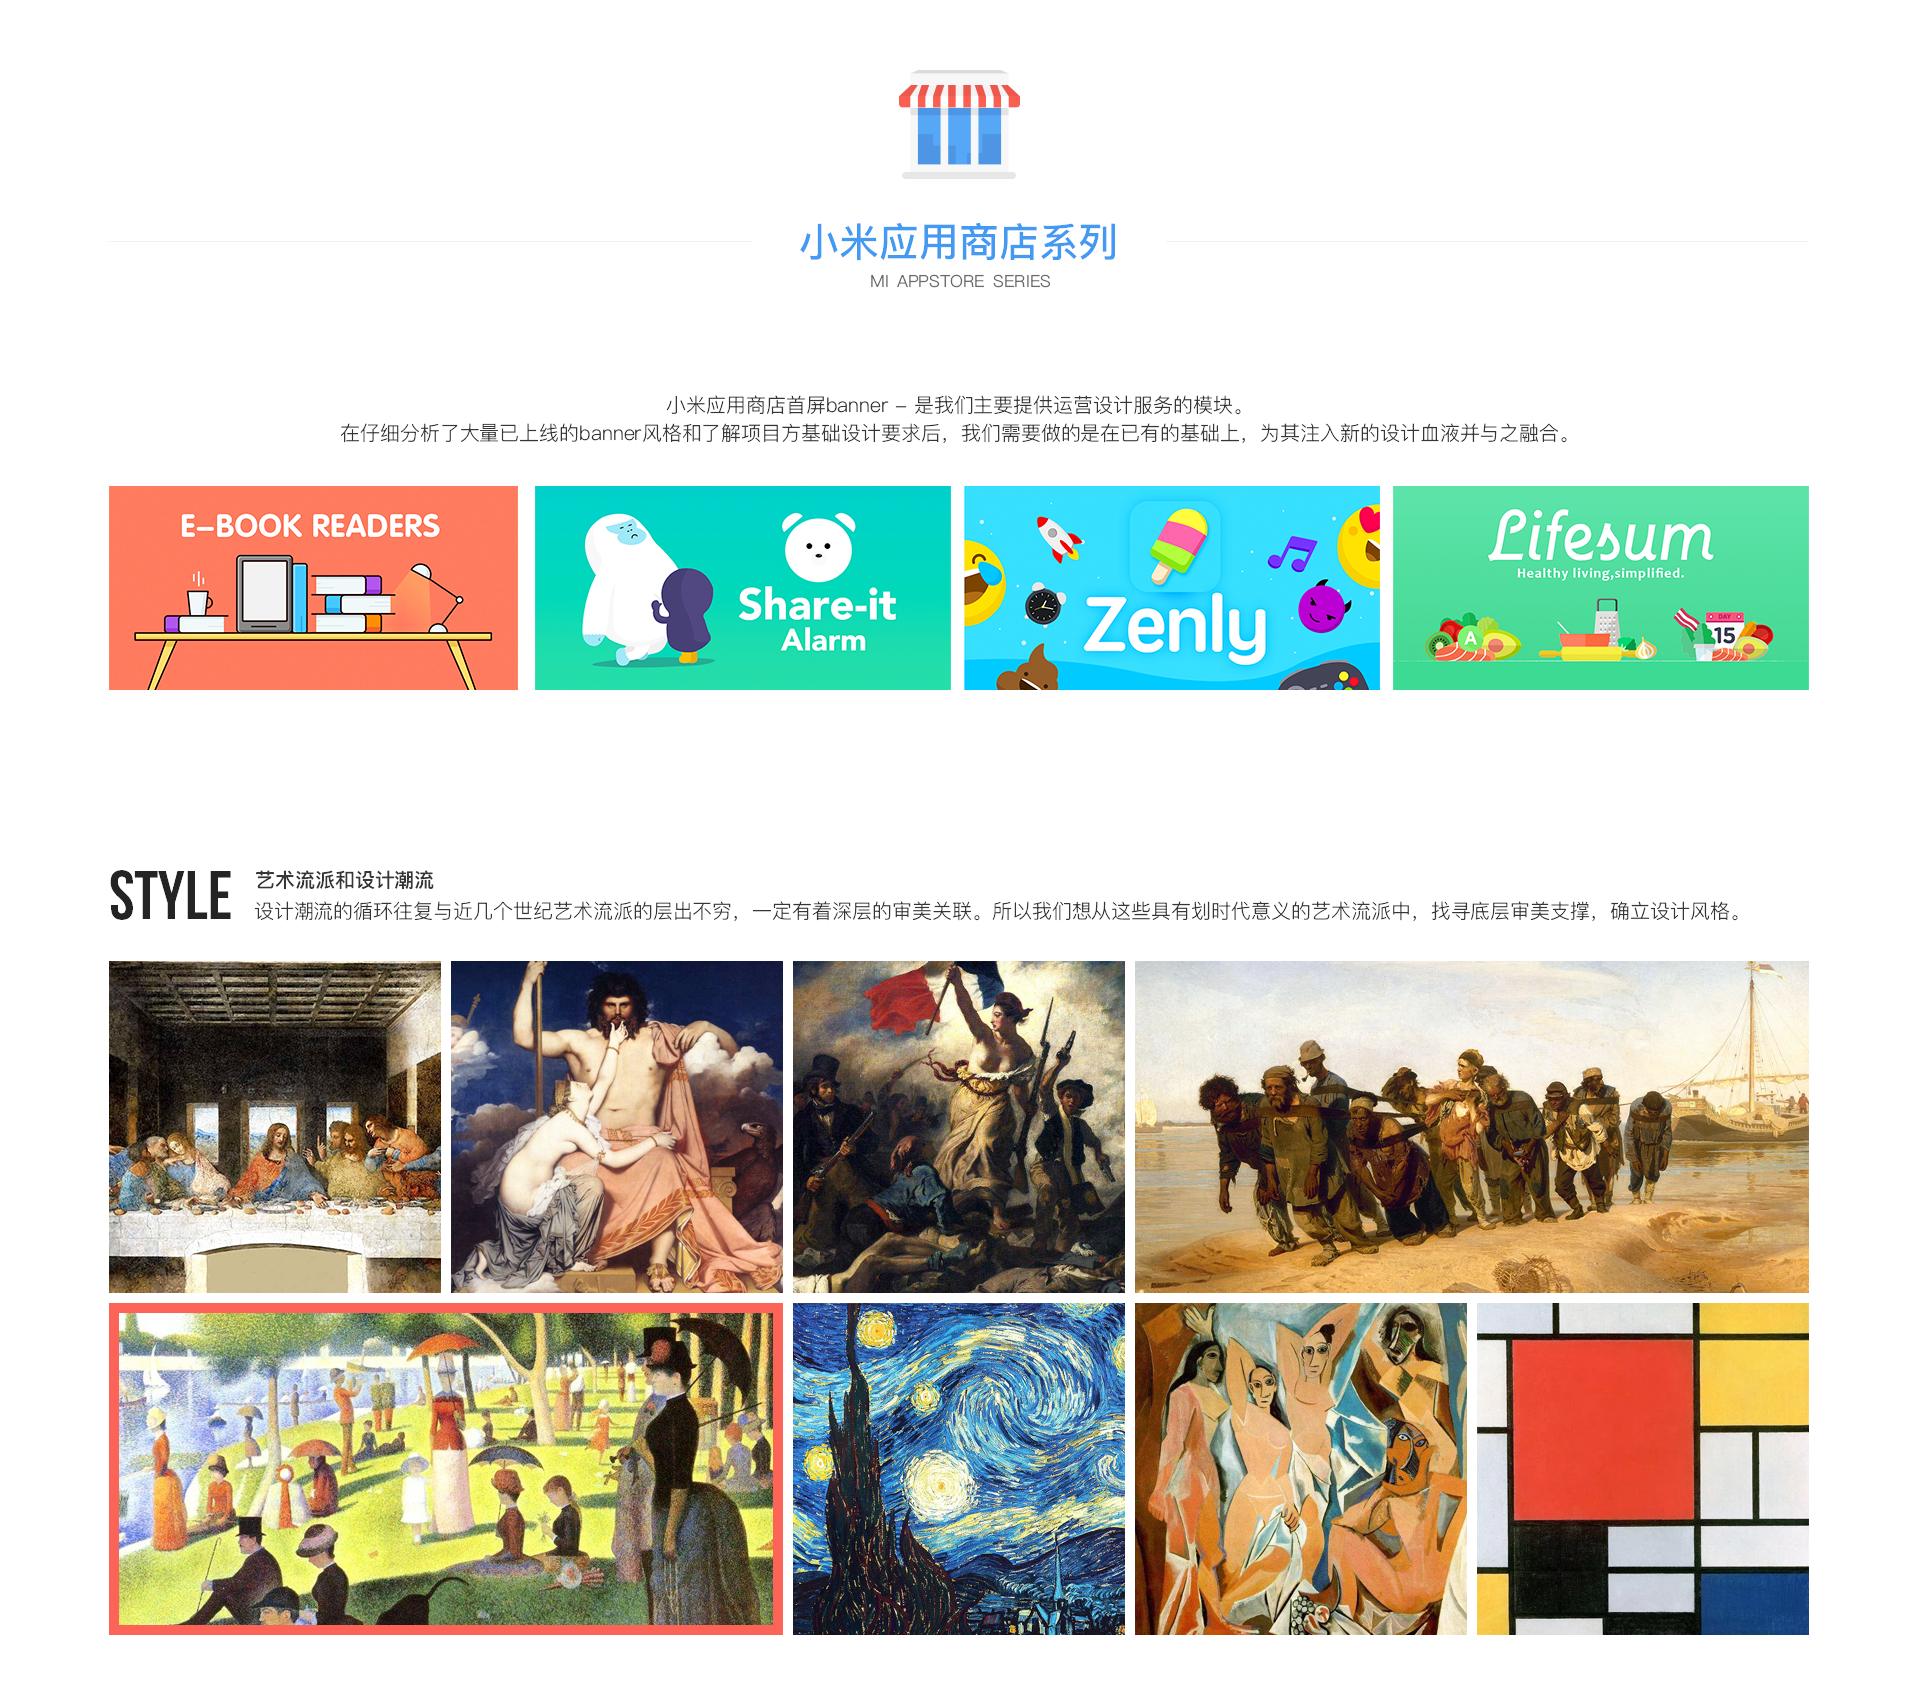 小米应用商店系列
MI APPSTORE SERIES
小米应用商店首屏banner – 是我们主要提供运营设计服务的模块。
在仔细分析了大量已上线的banner风格和了解项目方基础设计要求后，我们需要做的是在已有的基础上，为其注入新的设计血液并与之融合。
E–BOOK READERS
Share-it
Alarm
Zenly
Lifesum
Healthy living,simplified.
A
DAY
15
STYLE
艺术流派和设计潮流
设计潮流的循环往复与近几个世纪艺术流派的层出不穷，一定有着深层的审美关联。所以我们想从这些具有划时代意义的艺术流派中，找寻底层审美支撑，确立设计风格。